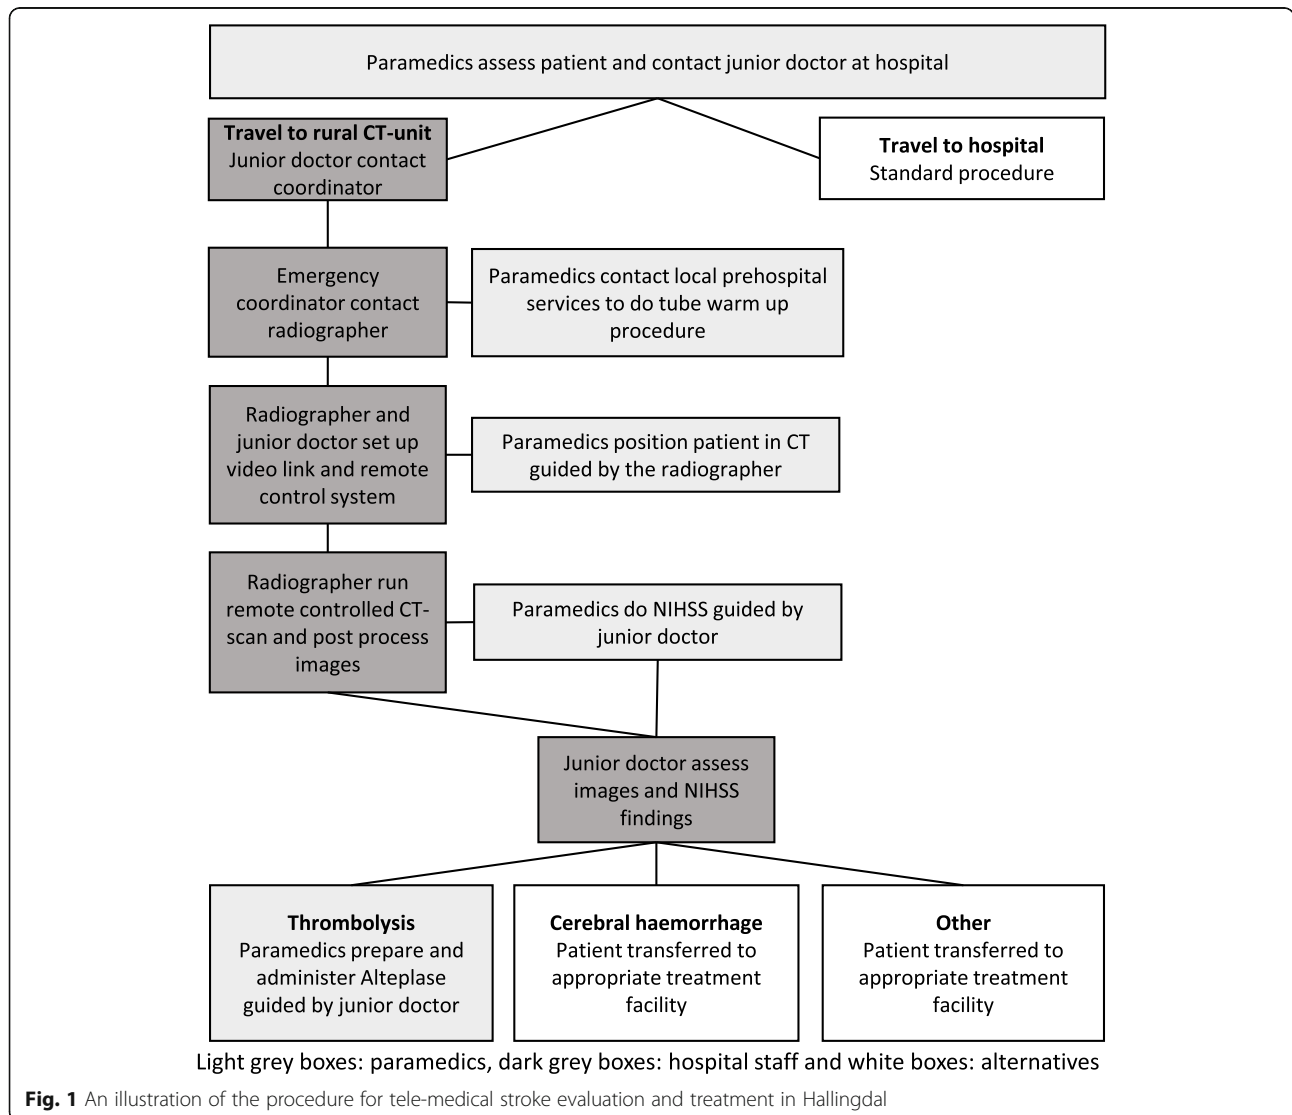 Paramedics assess patient and contact junior doctor at hospital
Travel to rural CT-unit
Junior doctor contact
coordinator
Travel to hospital
Standard procedure
Emergency
coordinator contact
radiographer
Paramedics contact local prehospital
services to do tube warm up
procedure
Radiographer and
junior doctor set up
video link and remote
control system
Paramedics position patient in CT
guided by the radiographer
Radiographer run
remote controlled CT-
scan and post process
images
Paramedics do NIHSS guided by
junior doctor
Junior doctor assess
images and NIHSS
findings
Thrombolysis
Paramedics prepare and
administer Alteplase
guided by junior doctor
Cerebral haemorrhage
Patient transferred to
appropriate treatment
facility
Other
Patient transferred to
appropriate treatment
facility
Light grey boxes: paramedics, dark grey boxes: hospital staff and white boxes: alternatives
Fig. 1 An illustration of the procedure for tele-medical stroke evaluation and treatment in Hallingdal